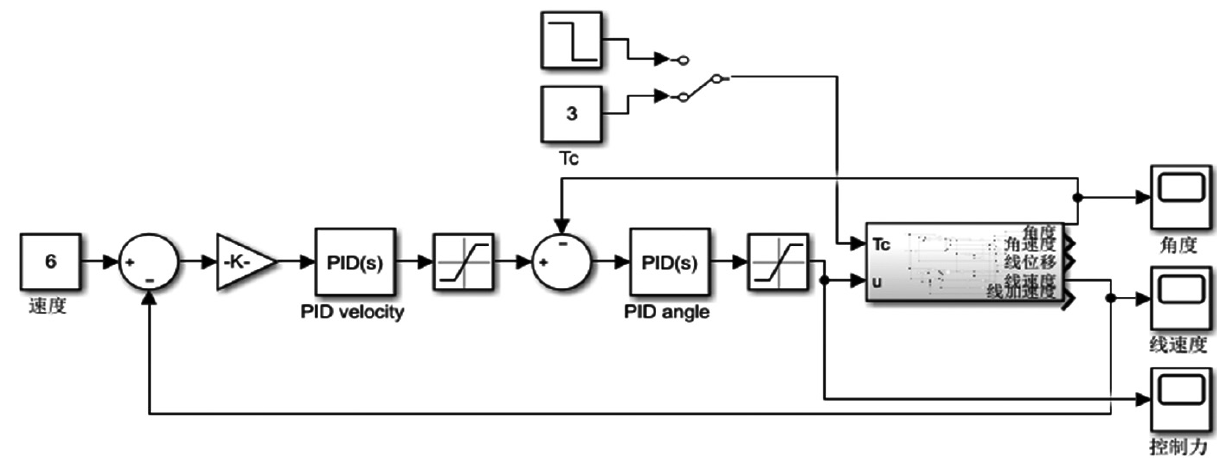 3
Tc
6
速度
+
−
-K-
PID(s)
PID velocity
−
+
PID(s)
PID angle
Tc
u
角度
角速度
线位移
线速度
线加速度
角度
线速度
控制力